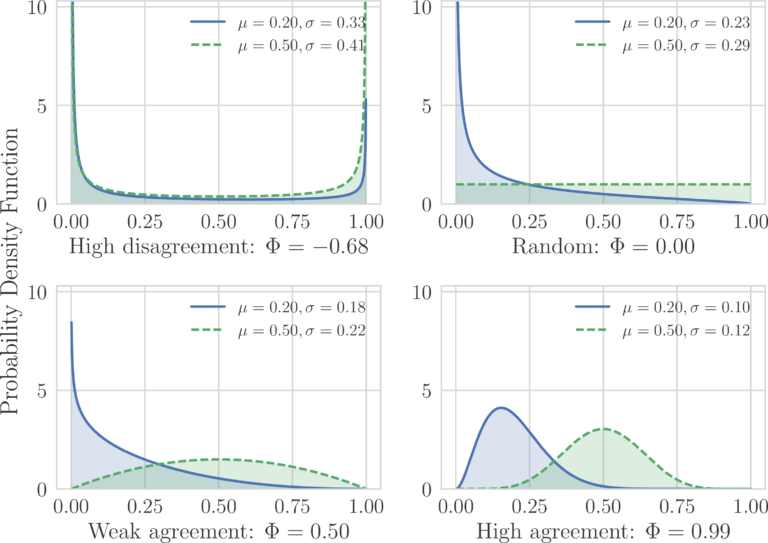 Probability Density Function
10
5
0
μ = 0.20, σ = 0.33
μ = 0.50, σ = 0.41
0.00 0.25 0.50 0.75 1.00
High disagreement: Φ = −0.68
10
5
0
μ = 0.20, σ = 0.23
μ = 0.50, σ = 0.29
0.00 0.25 0.50 0.75 1.00
Random: Φ = 0.00
10
5
0
μ = 0.20, σ = 0.18
μ = 0.50, σ = 0.22
0.00 0.25 0.50 0.75 1.00
Weak agreement: Φ = 0.50
10
5
0
μ = 0.20, σ = 0.10
μ = 0.50, σ = 0.12
0.00 0.25 0.50 0.75 1.00
High agreement: Φ = 0.99